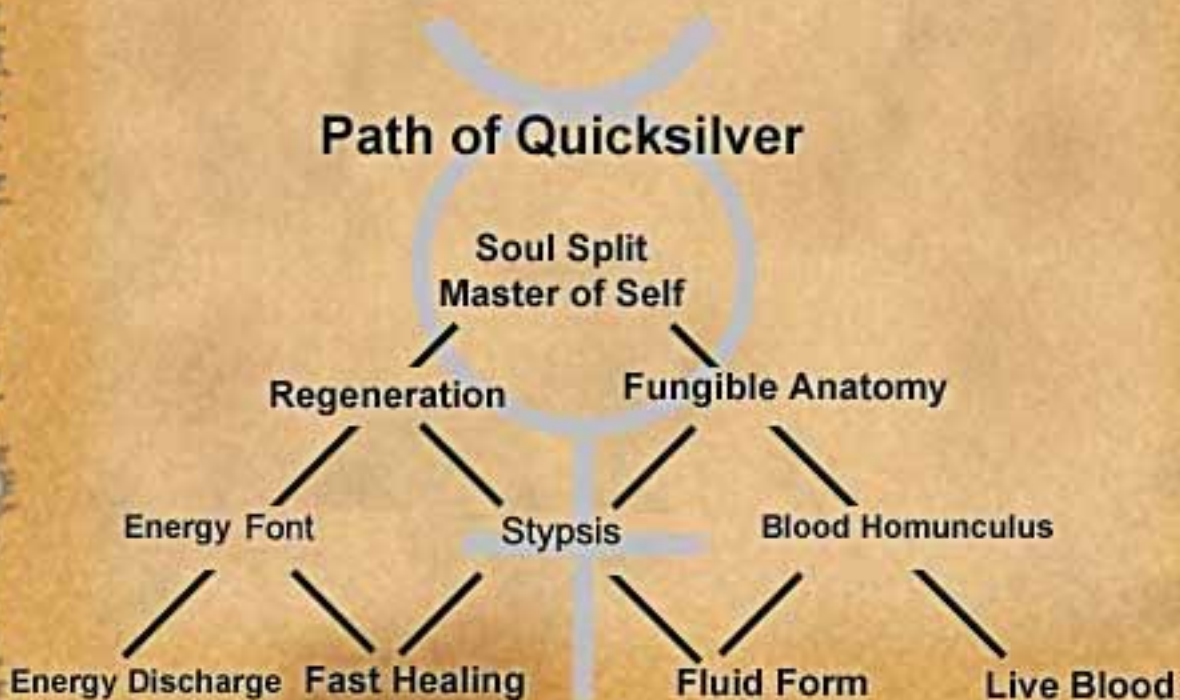 Path of Quicksilver
Soul Split
Master of Self
Regeneration Fungible Anatomy
Energy Font Stypsis Blood Homunculus
Energy Discharge Fast Healing Fluid Form Live Blood